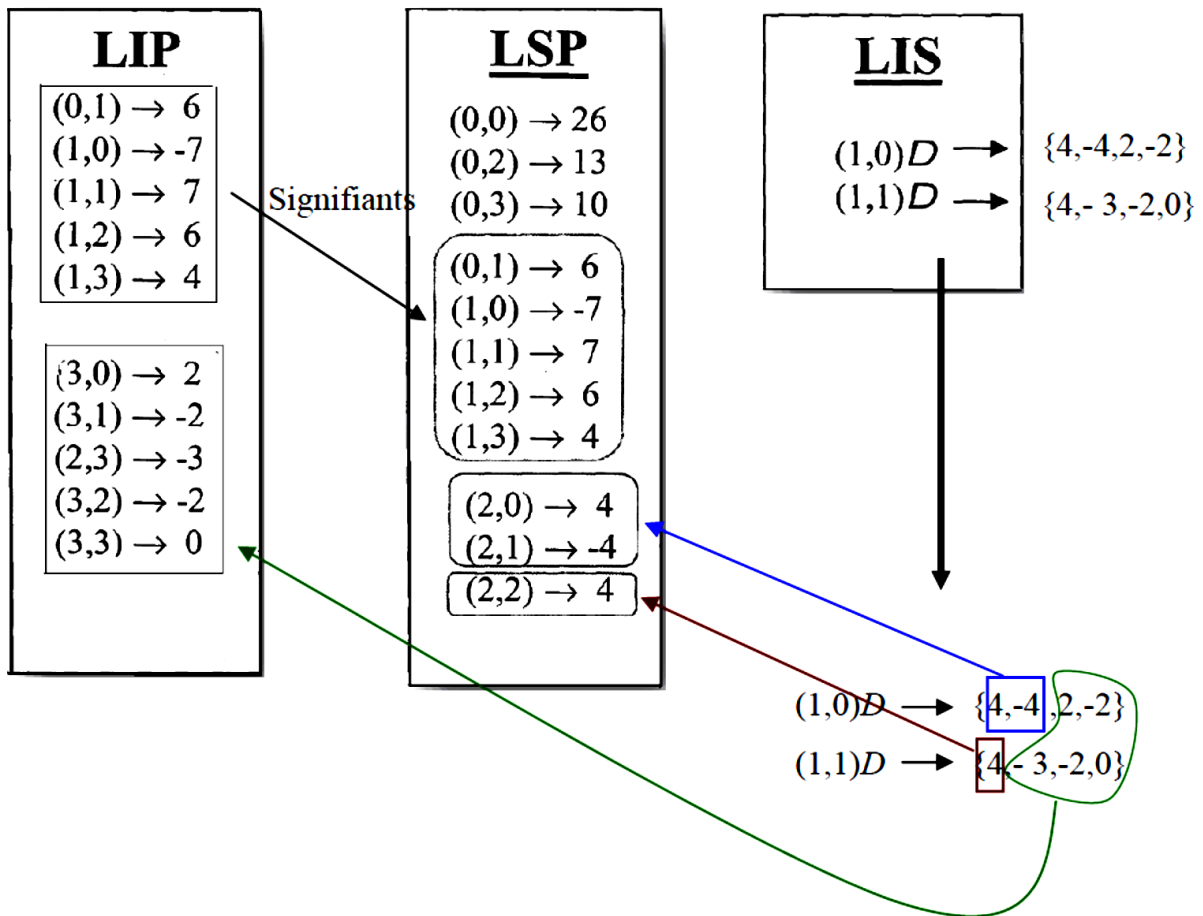 LIP
(0,1) → 6
(1,0) → -7
(1,1) → 7
(1,2) → 6
(1,3) → 4
(3,0) → 2
(3,1) → -2
(2,3) → -3
(3,2) → -2
(3,3) → 0
Signifiants
LSP
(0,0) → 26
(0,2) → 13
(0,3) → 10
(0,1) → 6
(1,0) → -7
(1,1) → 7
(1,2) → 6
(1,3) → 4
(2,0) → 4
(2,1) → -4
(2,2) → 4
LIS
(1,0)D → {4,-4,2,-2}
(1,1)D → {4,- 3,-2,0}
(1,0)D → {4,-4 ,2,-2}
(1,1)D → {4,- 3,-2,0}